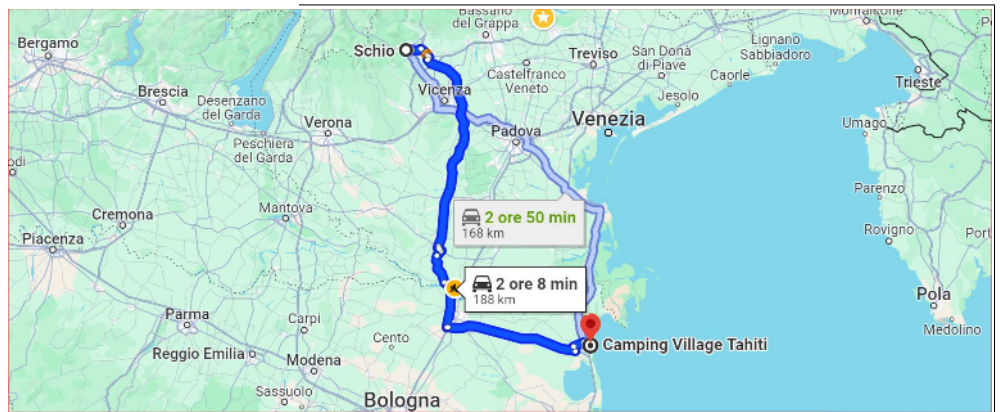 Bassano
del Grappa
Monfalcone
Bergamo
Schio
Treviso
San Donà
di Piave
Lignano
Sabbiadoro
Castelfranco
Veneto
Caorle
Trieste
Brescia
Desenzano
del Garda
Vicenza
Jesolo
Verona
Padova
Venezia
Umago
Peschiera
del Garda
odi
Parenzo
Cremona
Mantova
2 ore 50 min
168 km
Rovigno
Port
Piacenza
2 ore 8 min
188 km
Pola
Medolino
Parma
Carpi
Cento
Camping Village Tahiti
Reggio Emilia
Modena
Sassuolo
Bologna